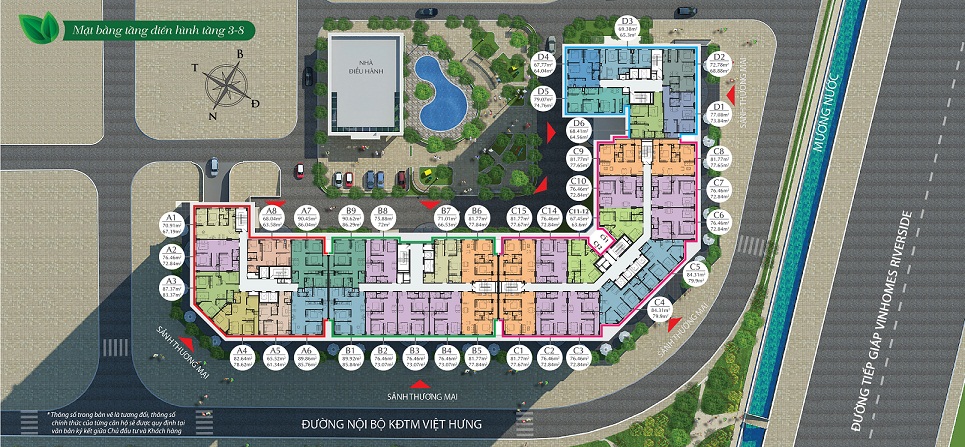 Mặt bằng tầng điển hình tầng 3-8
B
T
Đ
N
NHÀ
ĐIỀU HÀNH
D3
69.38m²
65.3m²
D4
67.77m²
64.04m²
D5
79.07m²
74.76m²
D2
72.78m²
68.88m²
D1
77.88m²
73.84m²
D6
68.41m²
64.56m²
C9
81.77m²
77.65m²
C8
81.77m²
77.65m²
C10
76.46m²
72.84m²
C7
76.46m²
72.84m²
C6
76.46m²
72.84m²
C5
84.31m²
79.9m²
C4
84.31m²
79.9m²
C11-12
67.45m²
63.6m²
C11
C12
A1
70.91m²
67.19m²
A2
76.46m²
72.84m²
A3
87.37m²
83.37m²
A8
68.04m²
63.58m²
A7
90.43m²
86.04m²
B9
90.62m²
86.29m²
B8
75.88m²
72m²
B7
71.01m²
66.53m²
B6
81.77m²
77.84m²
C15
81.77m²
77.67m²
C14
76.46m²
72.84m²
A4
82.64m²
78.62m²
A5
65.32m²
61.34m²
A6
89.86m²
85.76m²
B1
89.92m²
85.84m²
B2
76.46m²
73.07m²
B3
76.46m²
73.07m²
B4
76.46m²
73.07m²
B5
81.77m²
77.84m²
C1
81.77m²
77.67m²
C2
76.46m²
72.84m²
C3
76.46m²
72.84m²
SẢNH THƯƠNG MẠI
SẢNH THƯƠNG MẠI
SẢNH THƯƠNG MẠI
SẢNH THƯƠNG MẠI
MƯƠNG NƯỚC
ĐƯỜNG TIẾP GIÁP VINHOMES RIVERSIDE
ĐƯỜNG NỘI BỘ KĐTM VIỆT HƯNG
* Thông số trong bản vẽ là tương đối, thông số
chính thức của từng căn hộ sẽ được quy định tại
văn bản ký kết giữa Chủ đầu tư và Khách hàng